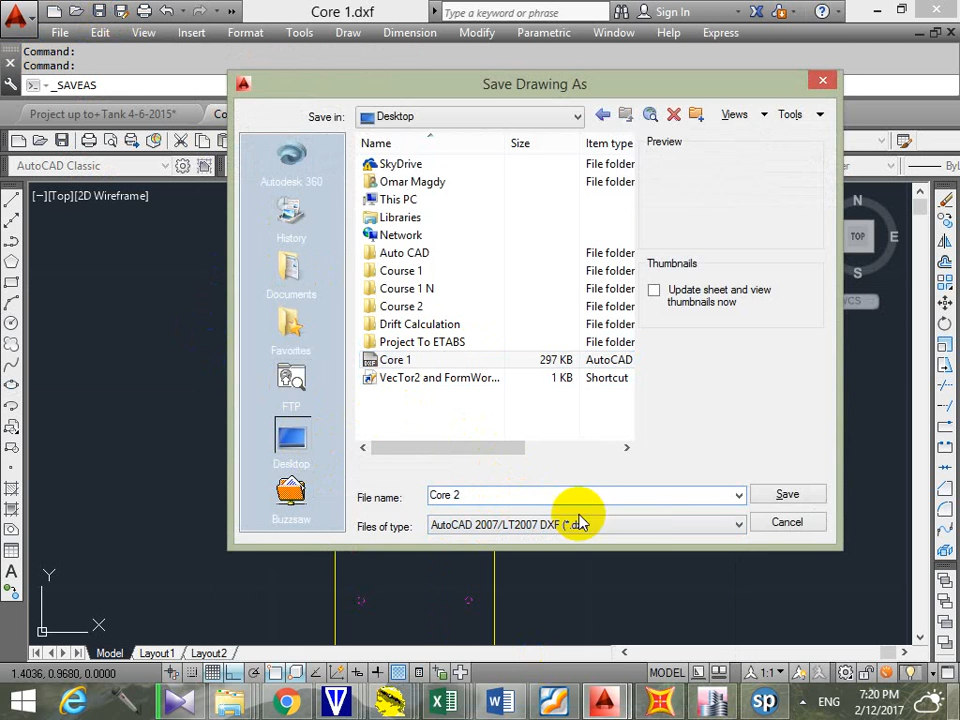 Core 1.dxf
Type a keyword or phrase
Sign In
File Edit View Insert Format Tools Draw Dimension Modify Parametric Window Help Express
Command:
Command:
_SAVEAS
Project up to+Tank 4-6-2015*
AutoCAD Classic
[−][Top][2D Wireframe]
Save Drawing As
Save in:
Desktop
Views
Tools
Name
Size
Item type
Preview
Autodesk 360
History
Documents
Favorites
FTP
Desktop
Buzzsaw
SkyDrive File folder
Omar Magdy File folder
This PC
Libraries
Network
Auto CAD File folder
Course 1 File folder
Course 1 N File folder
Course 2 File folder
Drift Calculation File folder
Project To ETABS File folder
Core 1 297 KB AutoCAD
VecTor2 and FormWor... 1 KB Shortcut
Thumbnails
Update sheet and view
thumbnails now
File name:
Core 2
Save
Files of type:
AutoCAD 2007/LT2007 DXF (*.dxf)
Cancel
N
TOP
E
S
WCS
Y
X
Model Layout1 Layout2
1.4036, 0.9680, 0.0000
MODEL
1:1
ENG
7:20 PM
2/12/2017